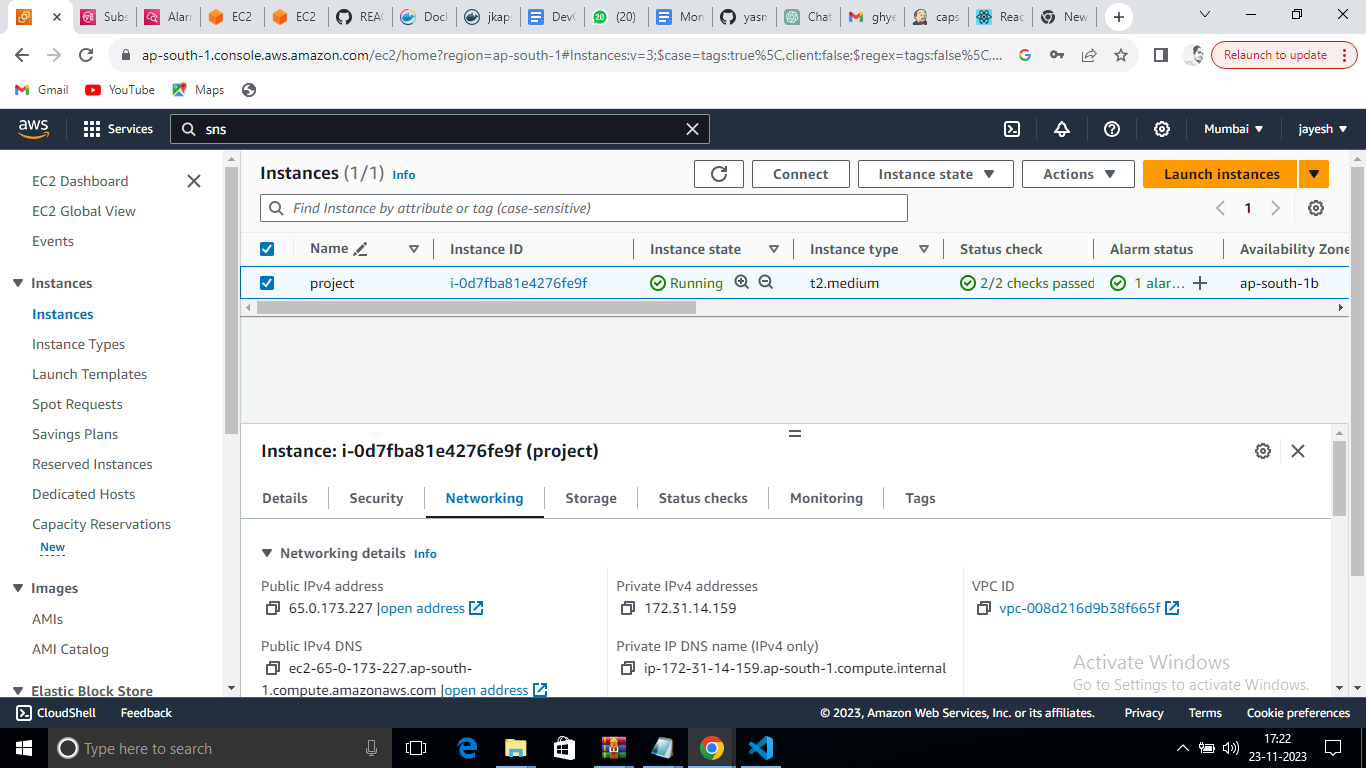 Subs
Alarr
EC2
EC2
REAC
Dock
jkaps
DevO
(20)
Mon
yasm
Chat
ghye
caps
Reac
New
ap-south-1.console.aws.amazon.com/ec2/home?region=ap-south-1#Instances:v=3;$case=tags:true%5C,client:false;$regex=tags:false%5C,...
Relaunch to update
Gmail
YouTube
Maps
aws
Services
sns
Mumbai
jayesh
EC2 Dashboard
EC2 Global View
Events
Instances
Instances
Instance Types
Launch Templates
Spot Requests
Savings Plans
Reserved Instances
Dedicated Hosts
Capacity Reservations
New
Images
AMIs
AMI Catalog
Elastic Block Store
Instances (1/1) Info
Connect
Instance state
Actions
Launch instances
Find Instance by attribute or tag (case-sensitive)
1
Name Instance ID Instance state Instance type Status check Alarm status Availability Zone
project i-0d7fba81e4276fe9f Running t2.medium 2/2 checks passed 1 alar... ap-south-1b
Instance: i-0d7fba81e4276fe9f (project)
Details Security Networking Storage Status checks Monitoring Tags
Networking details Info
Public IPv4 address
65.0.173.227 |open address
Private IPv4 addresses
172.31.14.159
VPC ID
vpc-008d216d9b38f665f
Public IPv4 DNS
ec2-65-0-173-227.ap-south-
1.compute.amazonaws.com |open address
Private IP DNS name (IPv4 only)
ip-172-31-14-159.ap-south-1.compute.internal
Activate Windows
Go to Settings to activate Windows.
CloudShell
Feedback
© 2023, Amazon Web Services, Inc. or its affiliates.
Privacy
Terms
Cookie preferences
Type here to search
17:22
23-11-2023